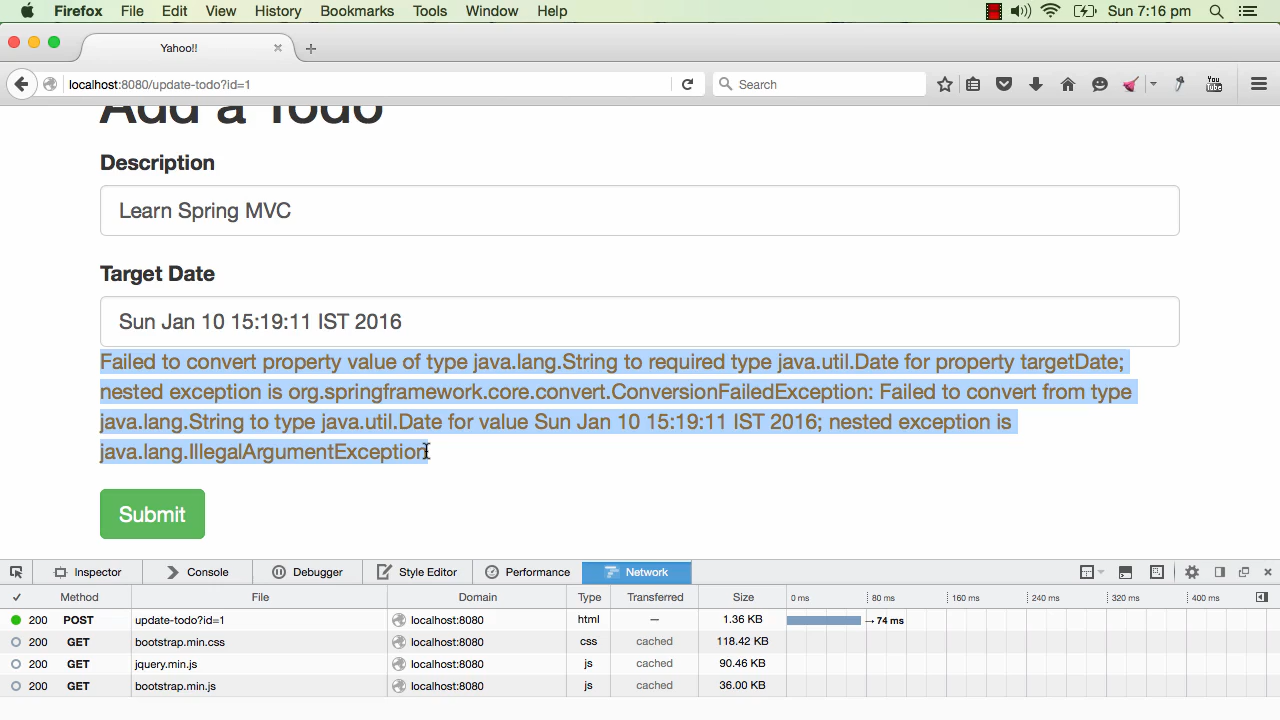 Firefox File Edit View History Bookmarks Tools Window Help Sun 7:16 pm
Yahoo!!
localhost:8080/update-todo?id=1 Search You Tube
Add a Todo
Description
Learn Spring MVC
Target Date
Sun Jan 10 15:19:11 IST 2016
Failed to convert property value of type java.lang.String to required type java.util.Date for property targetDate;
nested exception is org.springframework.core.convert.ConversionFailedException: Failed to convert from type
java.lang.String to type java.util.Date for value Sun Jan 10 15:19:11 IST 2016; nested exception is
java.lang.IllegalArgumentException
Submit
Inspector Console Debugger Style Editor Performance Network
✓ Method File Domain Type Transferred Size 0 ms 80 ms 160 ms 240 ms 320 ms 400 ms
200 POST update-todo?id=1 localhost:8080 html — 1.36 KB → 74 ms
200 GET bootstrap.min.css localhost:8080 css cached 118.42 KB
200 GET jquery.min.js localhost:8080 js cached 90.46 KB
200 GET bootstrap.min.js localhost:8080 js cached 36.00 KB